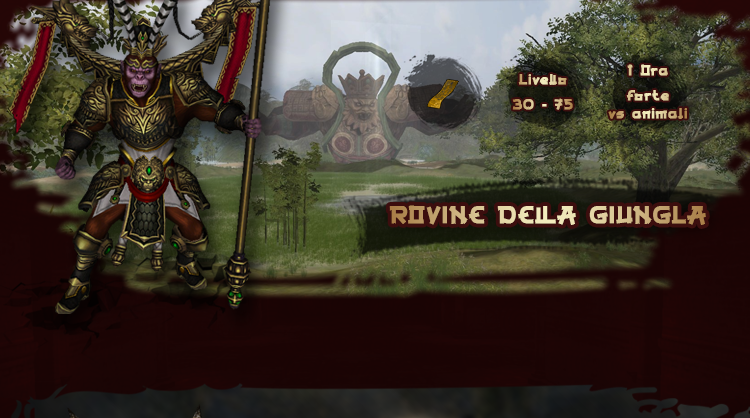 Livello
30 - 75
1 Ora
forte
vs animali
ROVINE DELLA GIUNGLA